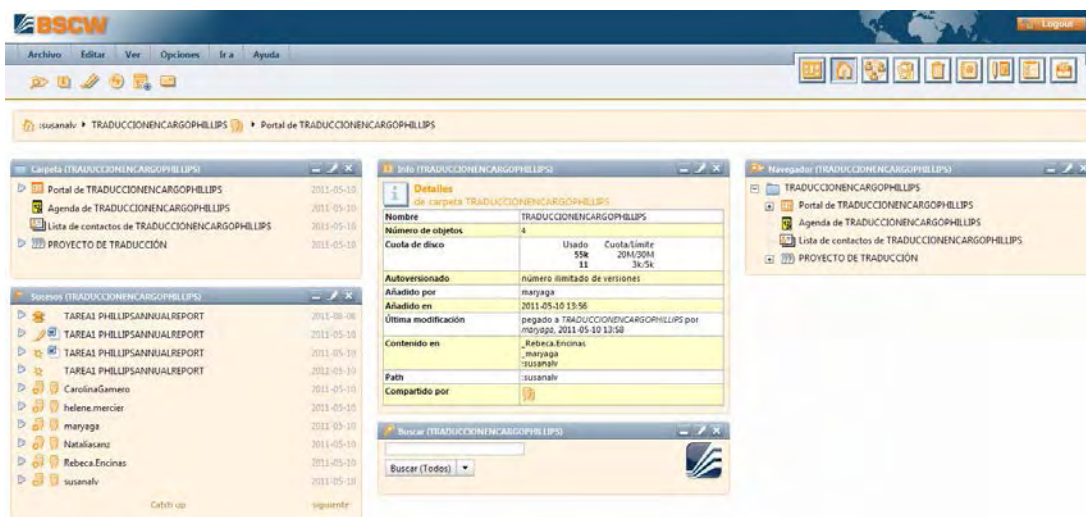 BSCW
Logout
Archivo Editar Ver Opciones Ir a Ayuda
:susanalv TRADUCCIONENCARGOPHILLIPS Portal de TRADUCCIONENCARGOPHILLIPS
Carpeta (TRADUCCIONENCARGOPHILLIPS)
Portal de TRADUCCIONENCARGOPHILLIPS 2011-05-10
Agenda de TRADUCCIONENCARGOPHILLIPS 2011-05-10
Lista de contactos de TRADUCCIONENCARGOPHILLIPS 2011-05-10
PROYECTO DE TRADUCCIÓN 2011-05-10
Sucesos (TRADUCCIONENCARGOPHILLIPS)
TAREA1 PHILLIPSANNUALREPORT
TAREA1 PHILLIPSANNUALREPORT 2011-05-10
TAREA1 PHILLIPSANNUALREPORT 2011-05-10
TAREA1 PHILLIPSANNUALREPORT 2011-05-10
CarolinaGamero 2011-05-10
helene.mercier 2011-05-10
maryaga 2011-05-10
Nataliasanz 2011-05-10
Rebeca.Encinas 2011-05-10
susanalv 2011-05-10
Catch up siguiente
Info (TRADUCCIONENCARGOPHILLIPS)
Detalles
de carpeta TRADUCCIONENCARGOPHILLIPS
Nombre TRADUCCIONENCARGOPHILLIPS
Número de objetos 4
Cuota de disco Usado Cuota/Límite
55k 20M/30M
11 3k/5k
Autoversionado número ilimitado de versiones
Añadido por maryaga
Añadido en 2011-05-10 13:56
Última modificación pegado a TRADUCCIONENCARGOPHILLIPS por
maryaga, 2011-05-10 13:58
Contenido en _Rebeca.Encinas
_maryaga
:susanalv
Path :susanalv
Compartido por
Buscar (TRADUCCIONENCARGOPHILLIPS)
Buscar (Todos)
Navegador (TRADUCCIONENCARGOPHILLIPS)
TRADUCCIONENCARGOPHILLIPS
Portal de TRADUCCIONENCARGOPHILLIPS
Agenda de TRADUCCIONENCARGOPHILLIPS
Lista de contactos de TRADUCCIONENCARGOPHILLIPS
PROYECTO DE TRADUCCIÓN